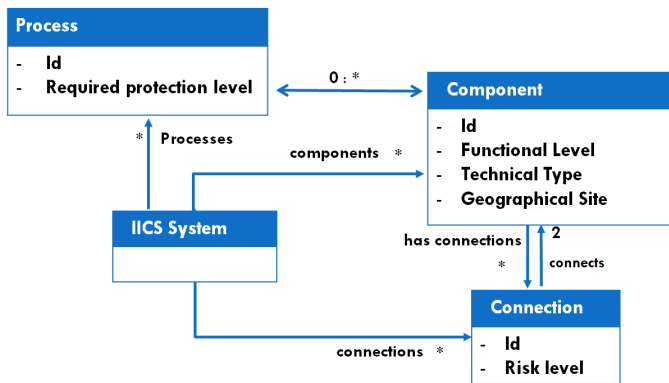 Process
- Id
- Required protection level
0 : *
Component
- Id
- Functional Level
- Technical Type
- Geographical Site
* Processes
components *
IICS System
has connections 2
* connects
Connection
- Id
- Risk level
connections *